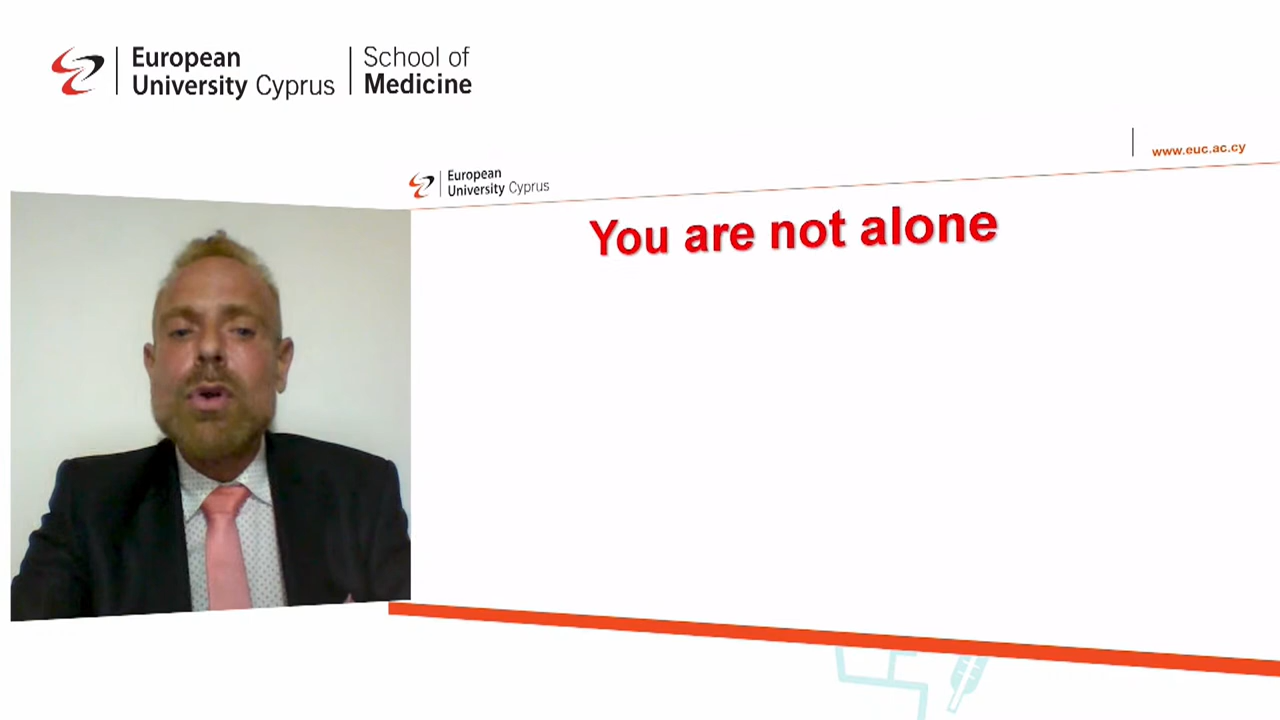 European
University Cyprus
School of
Medicine
www.euc.ac.cy
European
University Cyprus
You are not alone